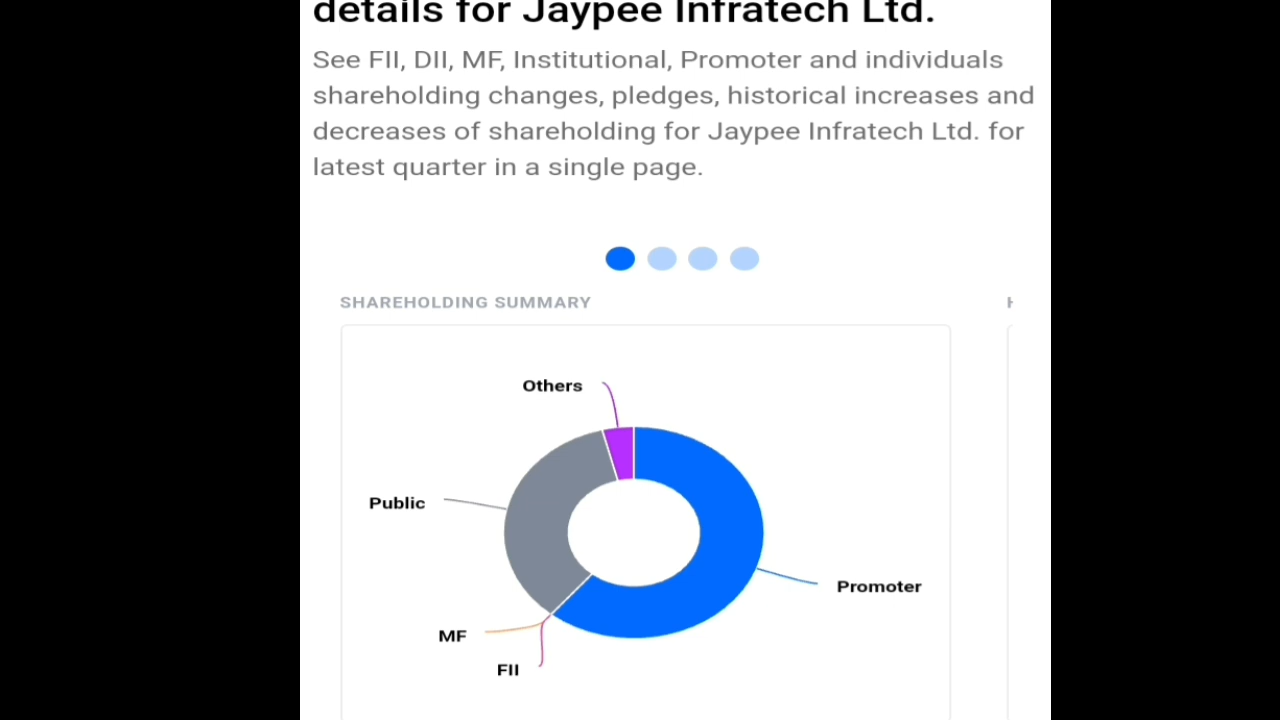 details for Jaypee Infratech Ltd.
See FII, DII, MF, Institutional, Promoter and individuals
shareholding changes, pledges, historical increases and
decreases of shareholding for Jaypee Infratech Ltd. for
latest quarter in a single page.
SHAREHOLDING SUMMARY
Others
Public
Promoter
MF
FII